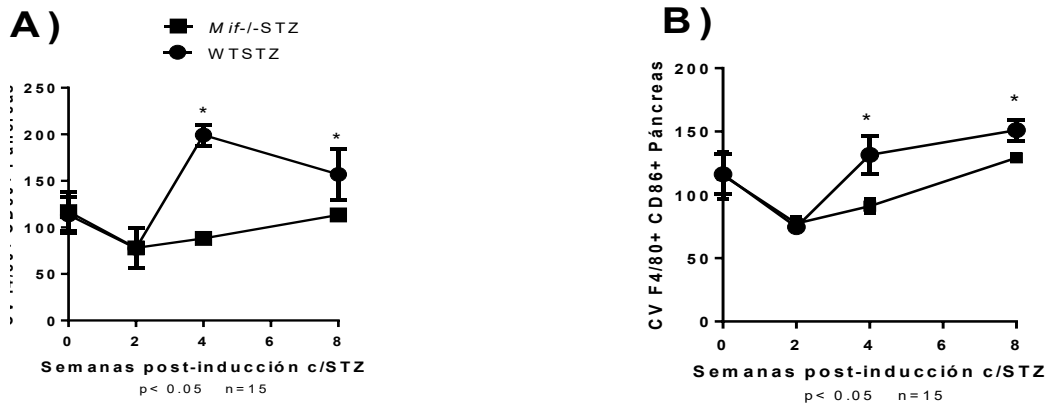 A)
Mif-/-STZ
WTSTZ
250
200
150
100
50
0
0 2 4 8
* *
Semanas post-inducción c/STZ
p< 0.05 n=15
B)
CV F4/80+ CD86+ Páncreas
200
150
100
50
0
0 2 4 8
* *
Semanas post-inducción c/STZ
p< 0.05 n=15